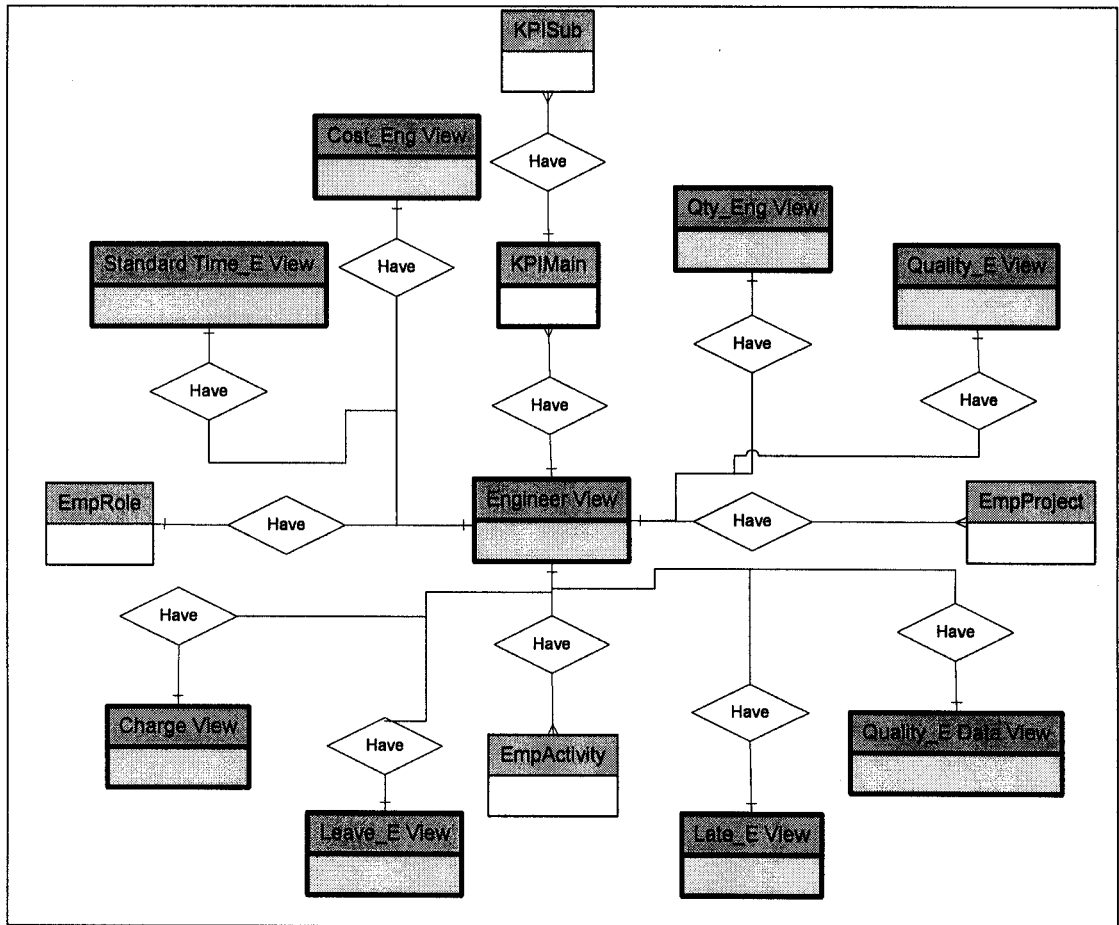 KPISub
Cost_Eng View
Have
Qty_Eng View
Have
Standard Time_E View
KPIMain
Quality_E View
Have
Have
Have
Have
Have
EmpRole
Have
Engineer View
Have
EmpProject
Have
Have
Have
Charge View
Have
Have
EmpActivity
Quality_E Data View
Leave_E View
Late_E View